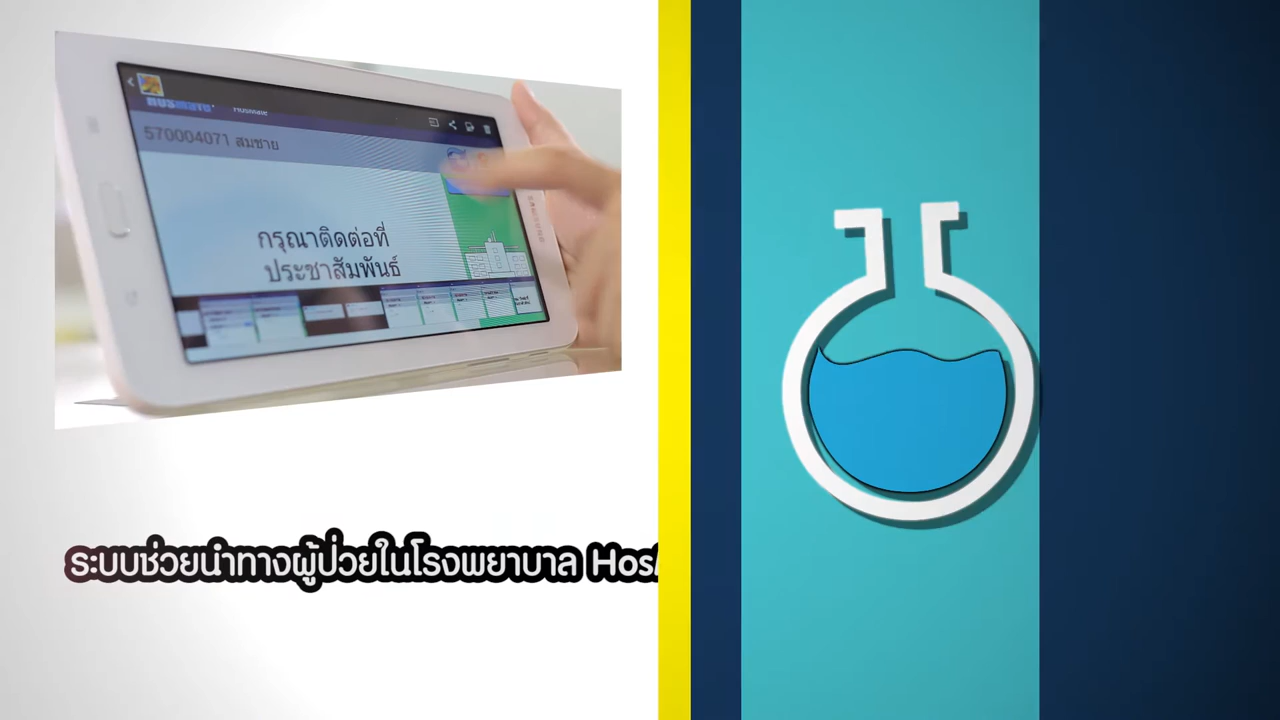 HosMate
570004071 สมชาย
กรุณาติดต่อที่
ประชาสัมพันธ์
SAMSUNG
ระบบช่วยนำทางผู้ป่วยในโรงพยาบาล Hos